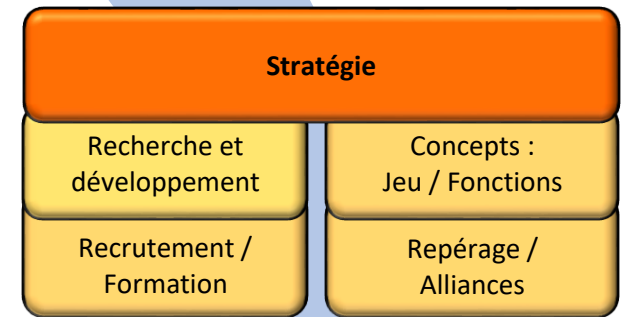 Stratégie
Recherche et
développement
Concepts :
Jeu / Fonctions
Recrutement /
Formation
Repérage /
Alliances